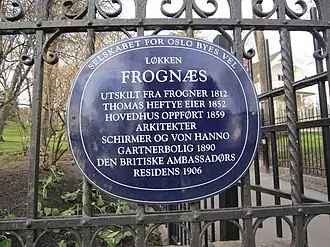 SELSKABET FOR OSLO BYES VEL
LØKKEN
FROGNÆS
UTSKILT FRA FROGNER 1812
THOMAS HEFTYE EIER 1852
HOVEDHUS OPPFØRT 1859
ARKITEKTER
SCHIRMER OG VON HANNO
GARTNERBOLIG 1890
DEN BRITISKE AMBASSADØRS
RESIDENS 1906